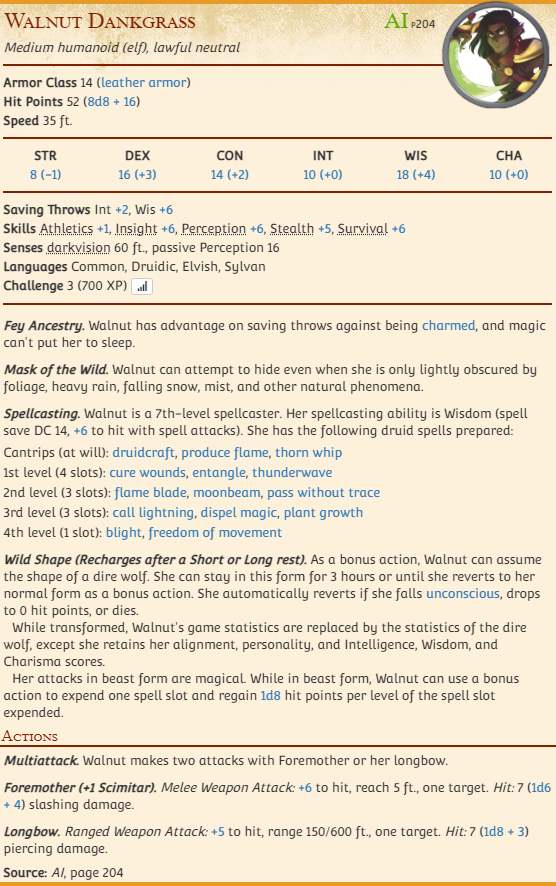 Walnut Dankgrass
AI P204
Medium humanoid (elf), lawful neutral
Armor Class 14 (leather armor)
Hit Points 52 (8d8 + 16)
Speed 35 ft.
STR DEX CON INT WIS CHA
8 (−1) 16 (+3) 14 (+2) 10 (+0) 18 (+4) 10 (+0)
Saving Throws Int +2, Wis +6
Skills Athletics +1, Insight +6, Perception +6, Stealth +5, Survival +6
Senses darkvision 60 ft., passive Perception 16
Languages Common, Druidic, Elvish, Sylvan
Challenge 3 (700 XP)
Fey Ancestry. Walnut has advantage on saving throws against being charmed, and magic
can't put her to sleep.
Mask of the Wild. Walnut can attempt to hide even when she is only lightly obscured by
foliage, heavy rain, falling snow, mist, and other natural phenomena.
Spellcasting. Walnut is a 7th-level spellcaster. Her spellcasting ability is Wisdom (spell
save DC 14, +6 to hit with spell attacks). She has the following druid spells prepared:
Cantrips (at will): druidcraft, produce flame, thorn whip
1st level (4 slots): cure wounds, entangle, thunderwave
2nd level (3 slots): flame blade, moonbeam, pass without trace
3rd level (3 slots): call lightning, dispel magic, plant growth
4th level (1 slot): blight, freedom of movement
Wild Shape (Recharges after a Short or Long rest). As a bonus action, Walnut can assume
the shape of a dire wolf. She can stay in this form for 3 hours or until she reverts to her
normal form as a bonus action. She automatically reverts if she falls unconscious, drops
to 0 hit points, or dies.
While transformed, Walnut's game statistics are replaced by the statistics of the dire
wolf, except she retains her alignment, personality, and Intelligence, Wisdom, and
Charisma scores.
Her attacks in beast form are magical. While in beast form, Walnut can use a bonus
action to expend one spell slot and regain 1d8 hit points per level of the spell slot
expended.
Actions
Multiattack. Walnut makes two attacks with Foremother or her longbow.
Foremother (+1 Scimitar). Melee Weapon Attack: +6 to hit, reach 5 ft., one target. Hit: 7 (1d6
+ 4) slashing damage.
Longbow. Ranged Weapon Attack: +5 to hit, range 150/600 ft., one target. Hit: 7 (1d8 + 3)
piercing damage.
Source: AI, page 204